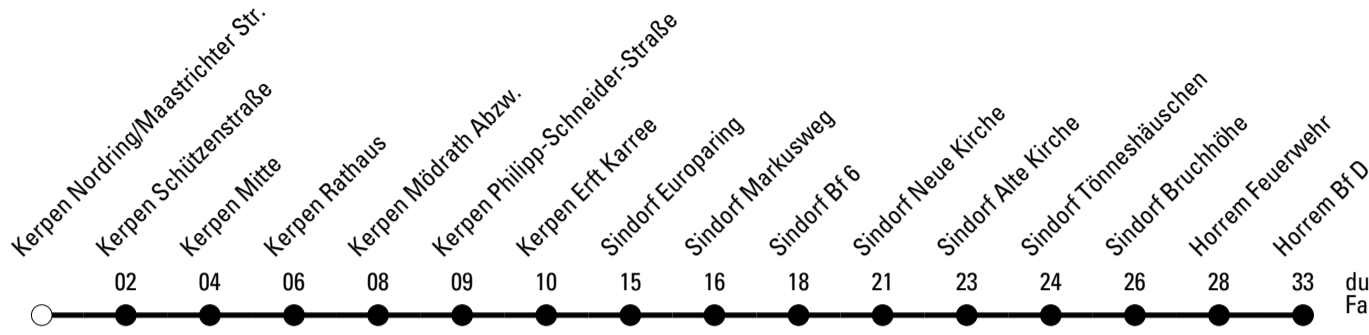 Kerpen Nordring/Maastrichter Str.
Kerpen Schützenstraße
Kerpen Mitte
Kerpen Rathaus
Kerpen Mödrath Abzw.
Kerpen Philipp-Schneider-Straße
Kerpen Erft Karree
Sindorf Europaring
Sindorf Markusweg
Sindorf Bf 6
Sindorf Neue Kirche
Sindorf Alte Kirche
Sindorf Tönneshäuschen
Sindorf Bruchhöhe
Horrem Feuerwehr
Horrem Bf D
02 04 06 08 09 10 15 16 18 21 23 24 26 28 33 du
Fa